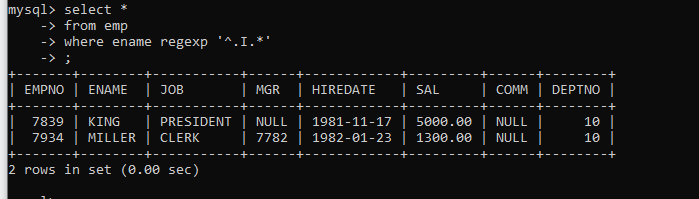 mysql> select *
    -> from emp
    -> where ename regexp '^.I.*'
    -> ;
+-------+--------+-----------+------+------------+---------+------+--------+
| EMPNO | ENAME  | JOB       | MGR  | HIREDATE   | SAL     | COMM | DEPTNO |
+-------+--------+-----------+------+------------+---------+------+--------+
|  7839 | KING   | PRESIDENT | NULL | 1981-11-17 | 5000.00 | NULL |     10 |
|  7934 | MILLER | CLERK     | 7782 | 1982-01-23 | 1300.00 | NULL |     10 |
+-------+--------+-----------+------+------------+---------+------+--------+
2 rows in set (0.00 sec)